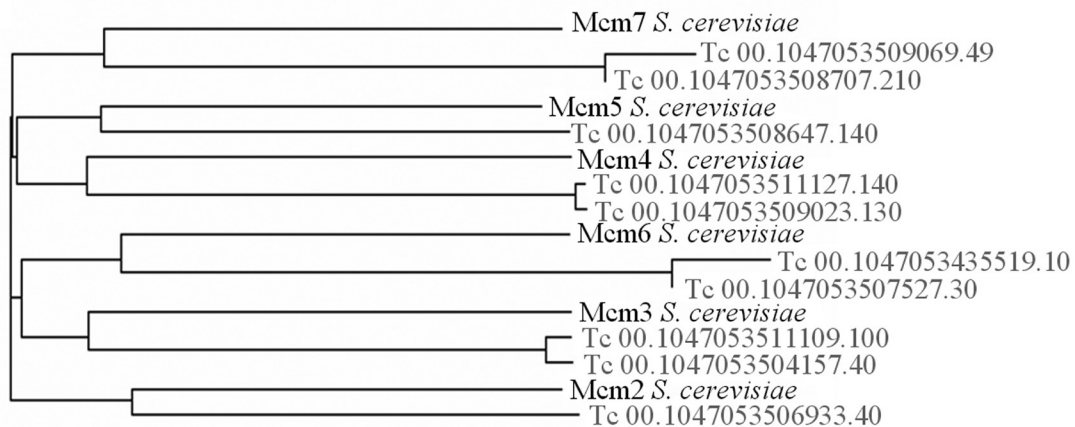 Mcm7 S. cerevisiae
Tc 00.1047053509069.49
Tc 00.1047053508707.210
Mcm5 S. cerevisiae
Tc 00.1047053508647.140
Mcm4 S. cerevisiae
Tc 00.1047053511127.140
Tc 00.1047053509023.130
Mcm6 S. cerevisiae
Tc 00.1047053435519.10
Tc 00.1047053507527.30
Mcm3 S. cerevisiae
Tc 00.1047053511109.100
Tc 00.1047053504157.40
Mcm2 S. cerevisiae
Tc 00.1047053506933.40